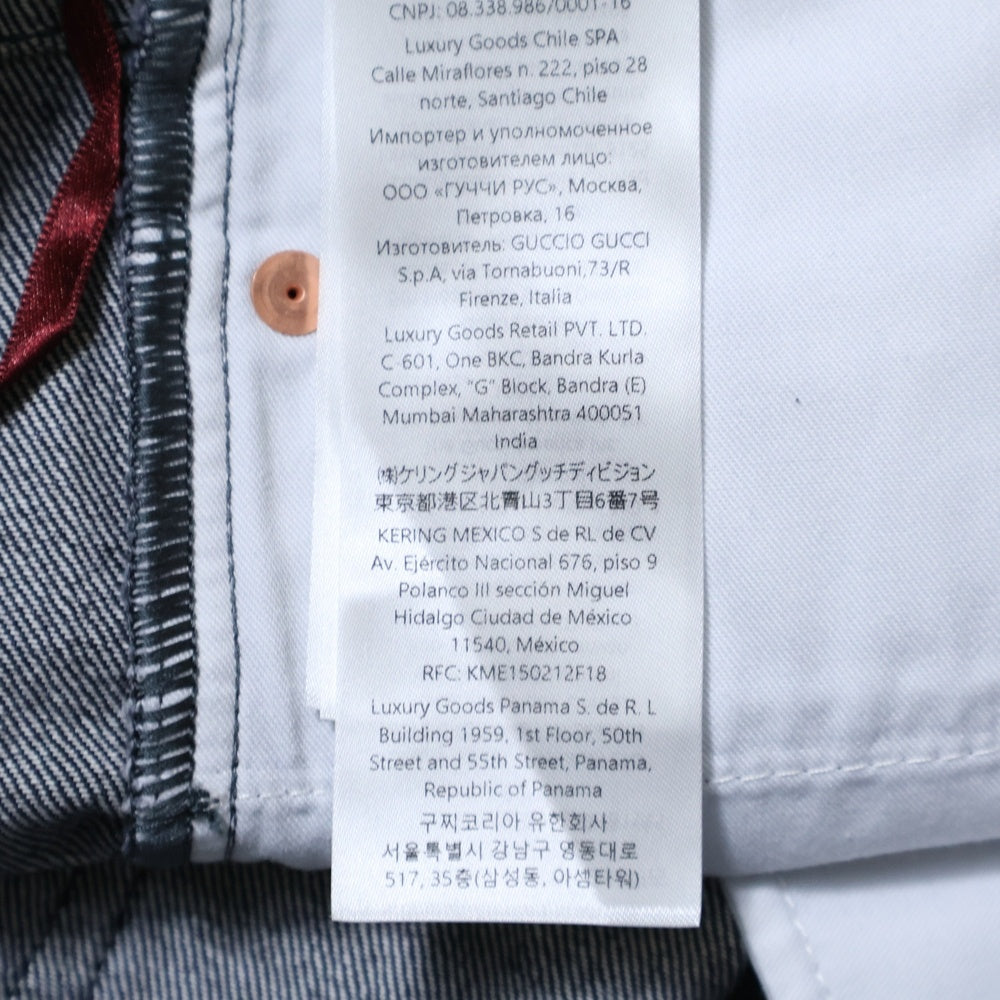 CNPJ: 08.338.986/0001-16
Luxury Goods Chile SPA
Calle Miraflores n. 222, piso 28
norte, Santiago Chile
Импортер и уполномоченное
изготовителем лицо:
ООО «ГУЧЧИ РУС», Москва,
Петровка, 16
Изготовитель: GUCCIO GUCCI
S.p.A, via Tornabuoni,73/R
Firenze, Italia
Luxury Goods Retail PVT. LTD.
C-601, One BKC, Bandra Kurla
Complex, "G" Block, Bandra (E)
Mumbai Maharashtra 400051
India
㈱ケリングジャパングッチディビジョン
東京都港区北青山3丁目6番7号
KERING MEXICO S de RL de CV
Av. Ejército Nacional 676, piso 9
Polanco III sección Miguel
Hidalgo Ciudad de México
11540, México
RFC: KME150212F18
Luxury Goods Panama S. de R. L
Building 1959, 1st Floor, 50th
Street and 55th Street, Panama,
Republic of Panama
구찌코리아 유한회사
서울특별시 강남구 영동대로
517, 35층(삼성동, 아셈타워)